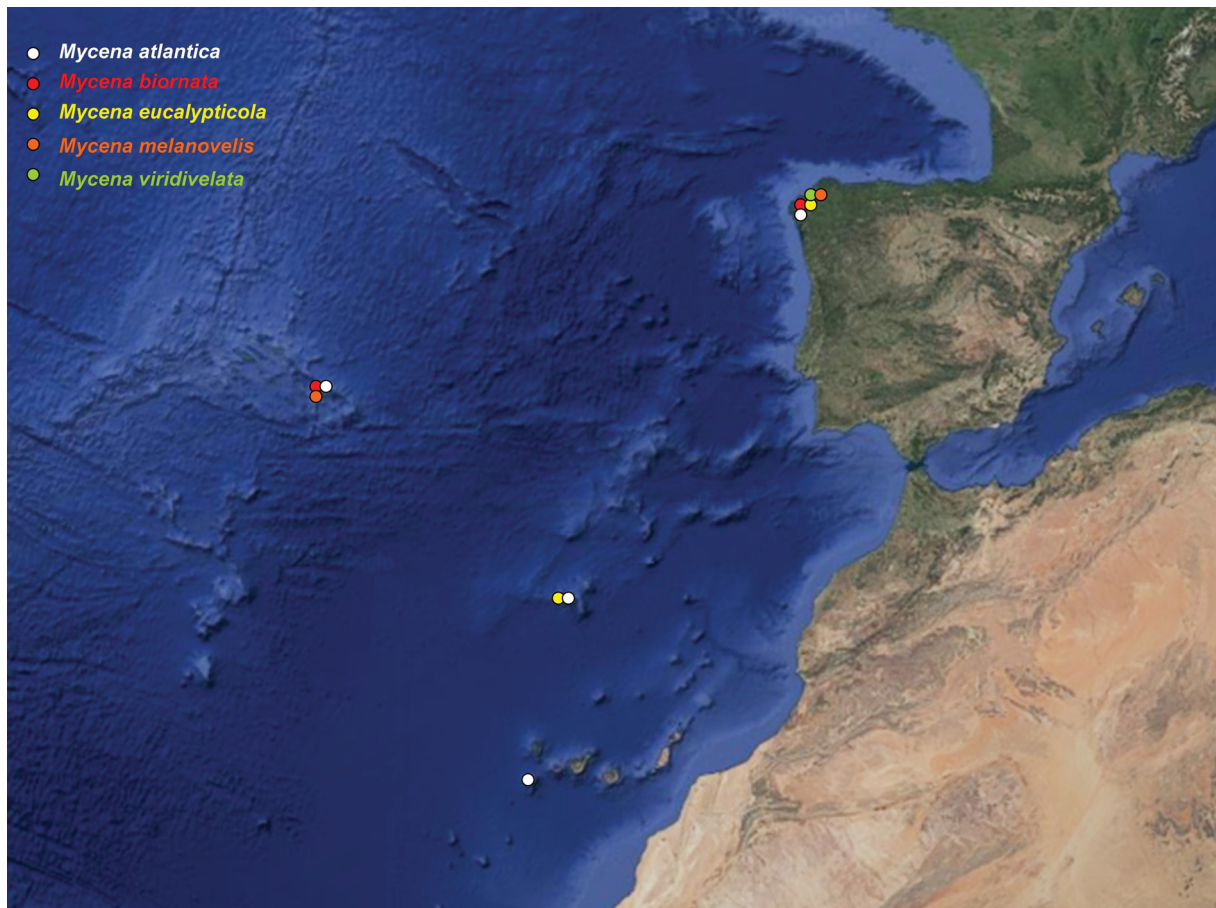 Mycena atlantica
Mycena biornata
Mycena eucalypticola
Mycena melanovelis
Mycena viridivelata